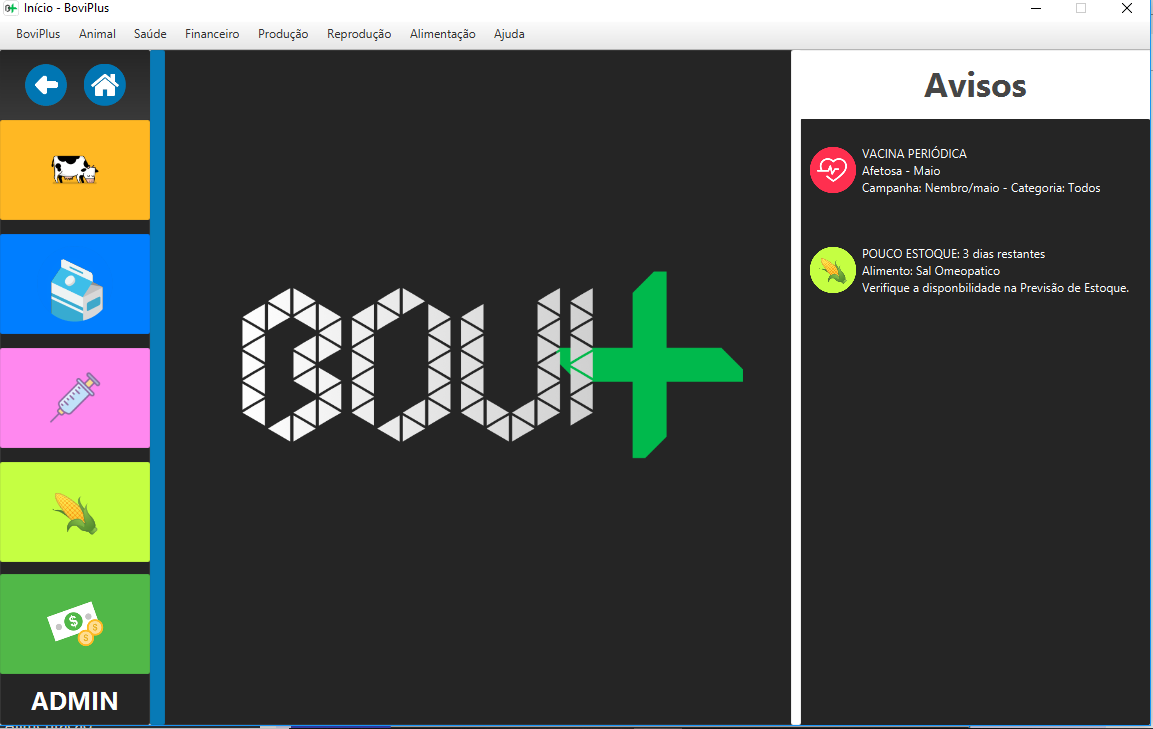 Início - BoviPlus
BoviPlus Animal Saúde Financeiro Produção Reprodução Alimentação Ajuda
Avisos
VACINA PERIÓDICA
Afetosa - Maio
Campanha: Nembro/maio - Categoria: Todos
POUCO ESTOQUE: 3 dias restantes
Alimento: Sal Omeopatico
Verifique a disponbilidade na Previsão de Estoque.
BOVI+
ADMIN